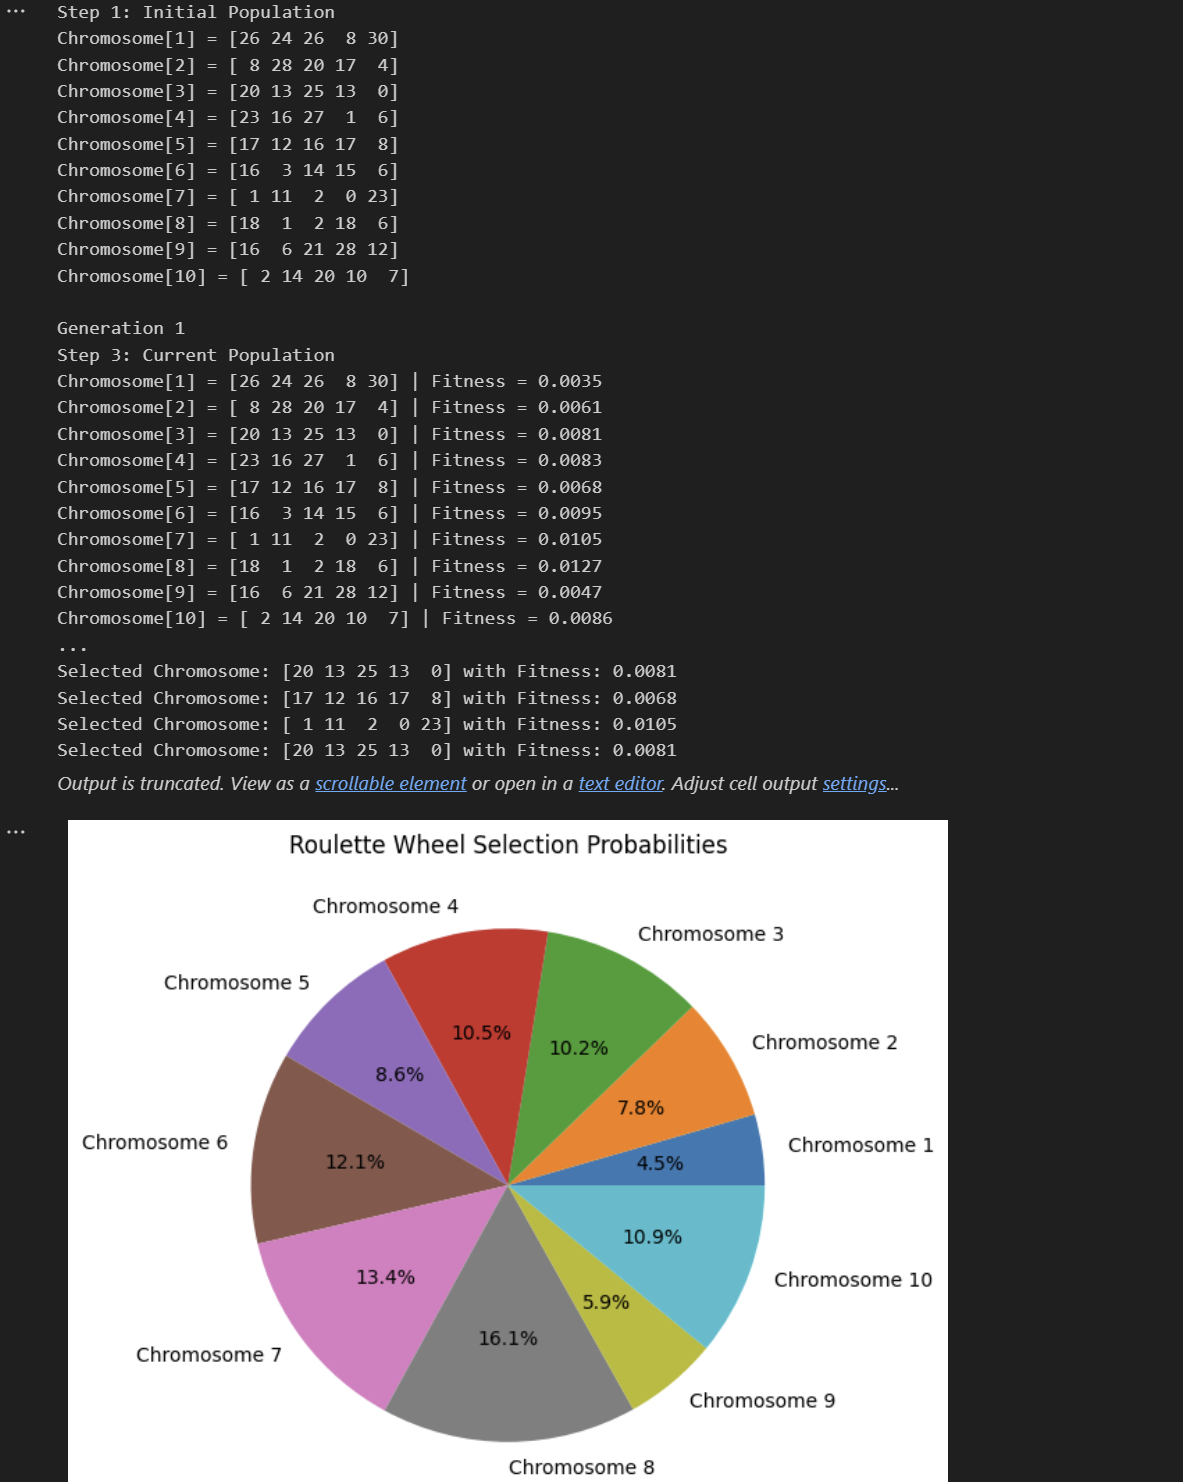 Step 1: Initial Population
Chromosome[1] = [26 24 26  8 30]
Chromosome[2] = [ 8 28 20 17  4]
Chromosome[3] = [20 13 25 13  0]
Chromosome[4] = [23 16 27  1  6]
Chromosome[5] = [17 12 16 17  8]
Chromosome[6] = [16  3 14 15  6]
Chromosome[7] = [ 1 11  2  0 23]
Chromosome[8] = [18  1  2 18  6]
Chromosome[9] = [16  6 21 28 12]
Chromosome[10] = [ 2 14 20 10  7]
Generation 1
Step 3: Current Population
Chromosome[1] = [26 24 26  8 30] | Fitness = 0.0035
Chromosome[2] = [ 8 28 20 17  4] | Fitness = 0.0061
Chromosome[3] = [20 13 25 13  0] | Fitness = 0.0081
Chromosome[4] = [23 16 27  1  6] | Fitness = 0.0083
Chromosome[5] = [17 12 16 17  8] | Fitness = 0.0068
Chromosome[6] = [16  3 14 15  6] | Fitness = 0.0095
Chromosome[7] = [ 1 11  2  0 23] | Fitness = 0.0105
Chromosome[8] = [18  1  2 18  6] | Fitness = 0.0127
Chromosome[9] = [16  6 21 28 12] | Fitness = 0.0047
Chromosome[10] = [ 2 14 20 10  7] | Fitness = 0.0086
...
Selected Chromosome: [20 13 25 13  0] with Fitness: 0.0081
Selected Chromosome: [17 12 16 17  8] with Fitness: 0.0068
Selected Chromosome: [ 1 11  2  0 23] with Fitness: 0.0105
Selected Chromosome: [20 13 25 13  0] with Fitness: 0.0081
Output is truncated. View as a scrollable element or open in a text editor. Adjust cell output settings...
Roulette Wheel Selection Probabilities
Chromosome 4
Chromosome 3
Chromosome 5
10.5%
Chromosome 2
10.2%
8.6%
7.8%
Chromosome 6
Chromosome 1
12.1%
4.5%
10.9%
13.4%
Chromosome 10
5.9%
16.1%
Chromosome 7
Chromosome 9
Chromosome 8